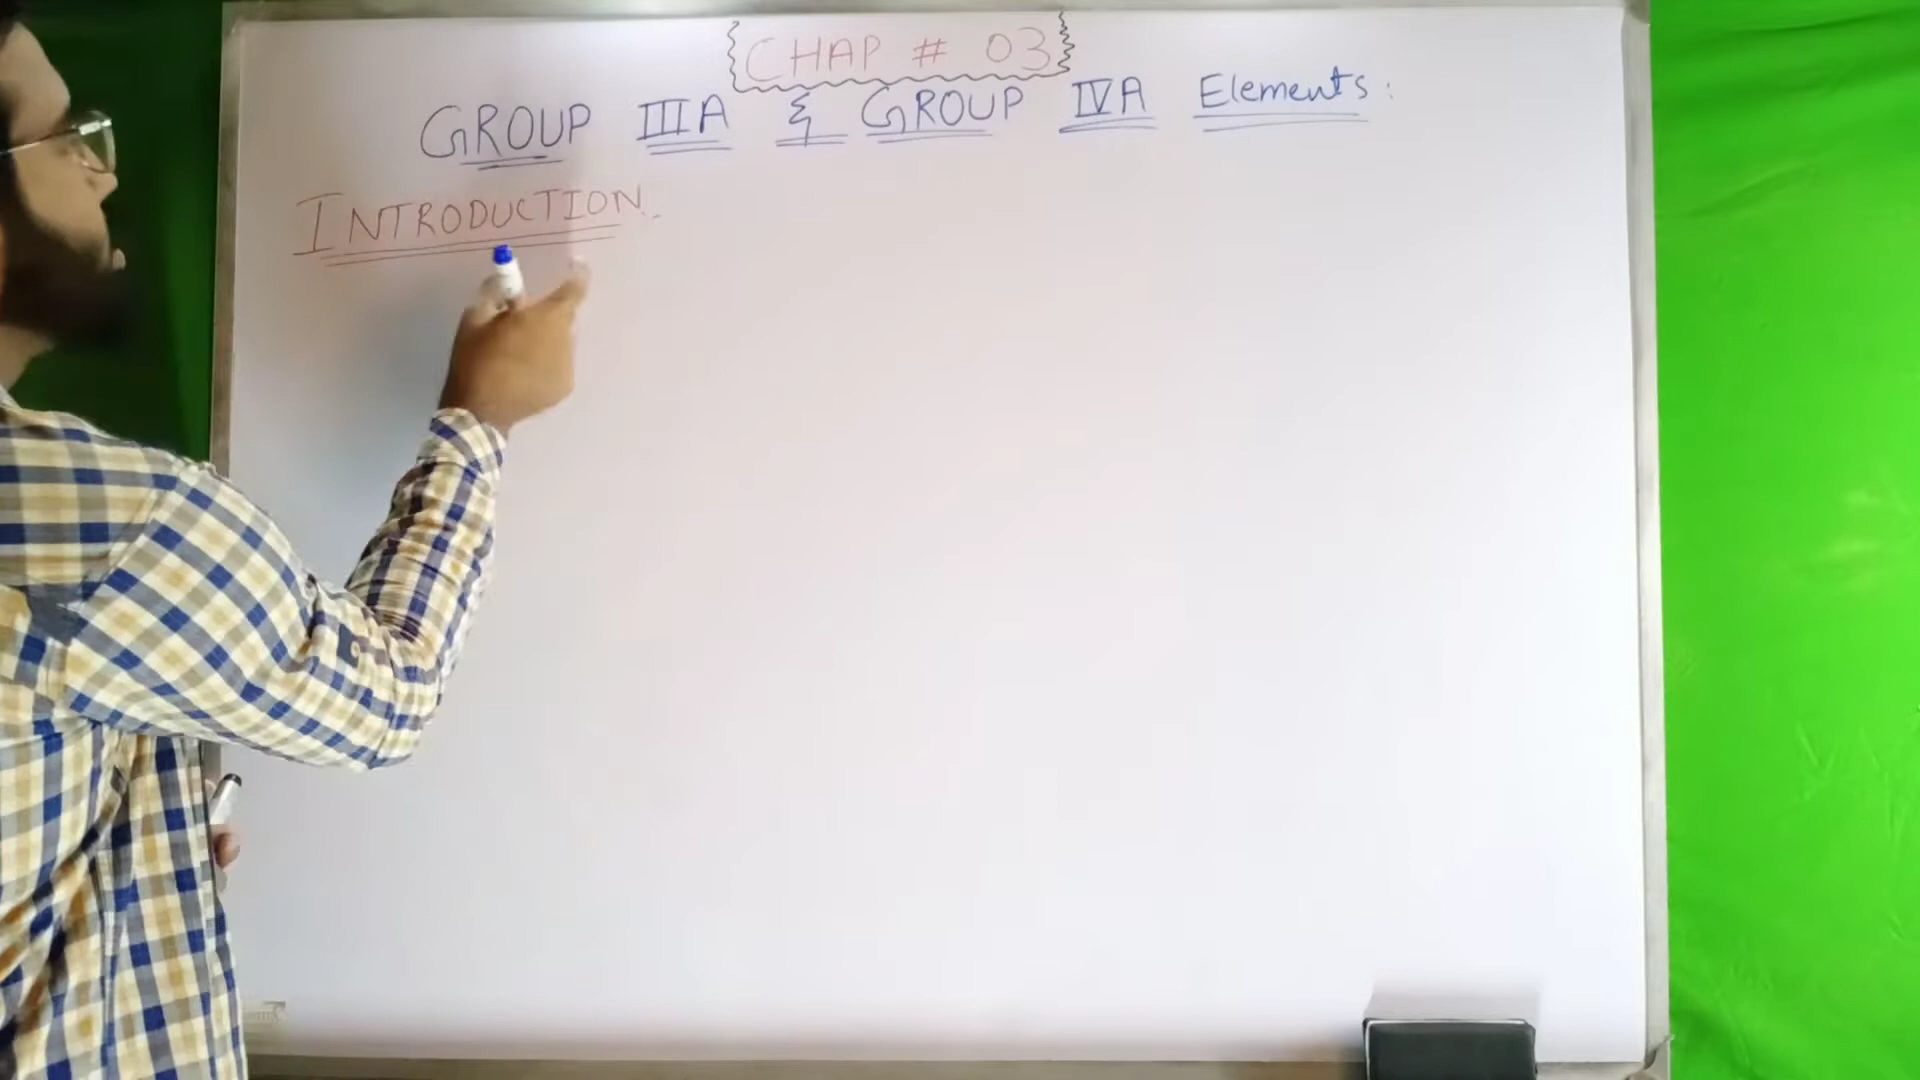 CHAP # 03
GROUP IIIA & GROUP IVA Elements:
INTRODUCTION.